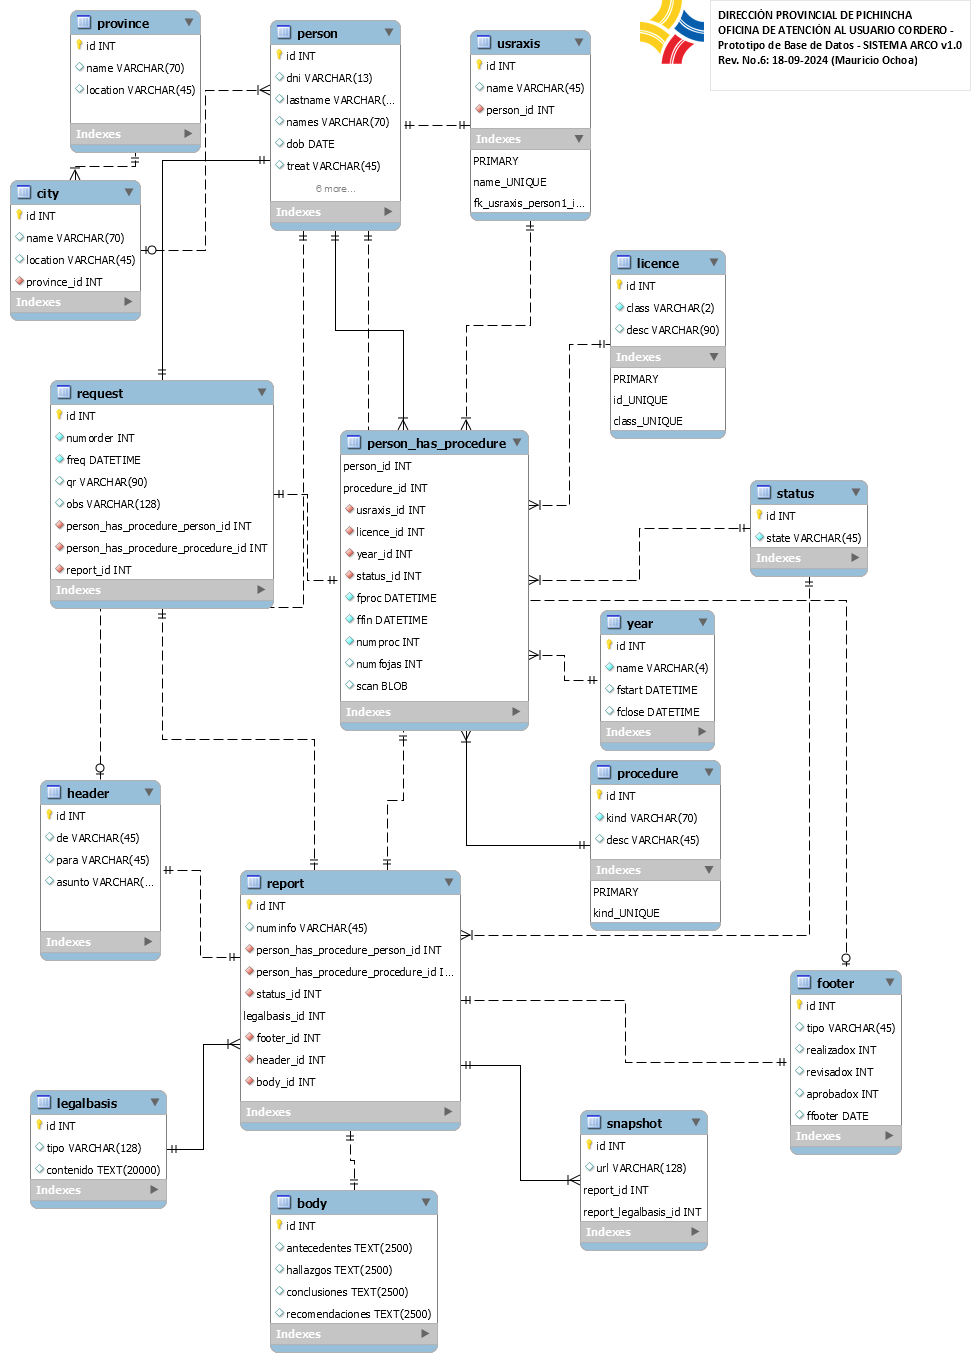 DIRECCIÓN PROVINCIAL DE PICHINCHA
OFICINA DE ATENCIÓN AL USUARIO CORDERO -
Prototipo de Base de Datos - SISTEMA ARCO v1.0
Rev. No.6: 18-09-2024 (Mauricio Ochoa)
province
id INT
name VARCHAR(70)
location VARCHAR(45)
Indexes
person
id INT
dni VARCHAR(13)
lastname VARCHAR(...
names VARCHAR(70)
dob DATE
treat VARCHAR(45)
6 more...
Indexes
usraxis
id INT
name VARCHAR(45)
person_id INT
Indexes
PRIMARY
name_UNIQUE
fk_usraxis_person1_i...
city
id INT
name VARCHAR(70)
location VARCHAR(45)
province_id INT
Indexes
licence
id INT
class VARCHAR(2)
desc VARCHAR(90)
Indexes
PRIMARY
id_UNIQUE
class_UNIQUE
request
id INT
numorder INT
freq DATETIME
qr VARCHAR(90)
obs VARCHAR(128)
person_has_procedure_person_id INT
person_has_procedure_procedure_id INT
report_id INT
Indexes
person_has_procedure
person_id INT
procedure_id INT
usraxis_id INT
licence_id INT
year_id INT
status_id INT
fproc DATETIME
ffin DATETIME
numproc INT
numfojas INT
scan BLOB
Indexes
status
id INT
state VARCHAR(45)
Indexes
year
id INT
name VARCHAR(4)
fstart DATETIME
fclose DATETIME
Indexes
procedure
id INT
kind VARCHAR(70)
desc VARCHAR(45)
Indexes
PRIMARY
kind_UNIQUE
header
id INT
de VARCHAR(45)
para VARCHAR(45)
asunto VARCHAR(...
Indexes
report
id INT
numinfo VARCHAR(45)
person_has_procedure_person_id INT
person_has_procedure_procedure_id I...
status_id INT
legalbasis_id INT
footer_id INT
header_id INT
body_id INT
Indexes
footer
id INT
tipo VARCHAR(45)
realizadox INT
revisadox INT
aprobadox INT
ffooter DATE
Indexes
legalbasis
id INT
tipo VARCHAR(128)
contenido TEXT(20000)
Indexes
snapshot
id INT
url VARCHAR(128)
report_id INT
report_legalbasis_id INT
Indexes
body
id INT
antecedentes TEXT(2500)
hallazgos TEXT(2500)
conclusiones TEXT(2500)
recomendaciones TEXT(2500)
Indexes